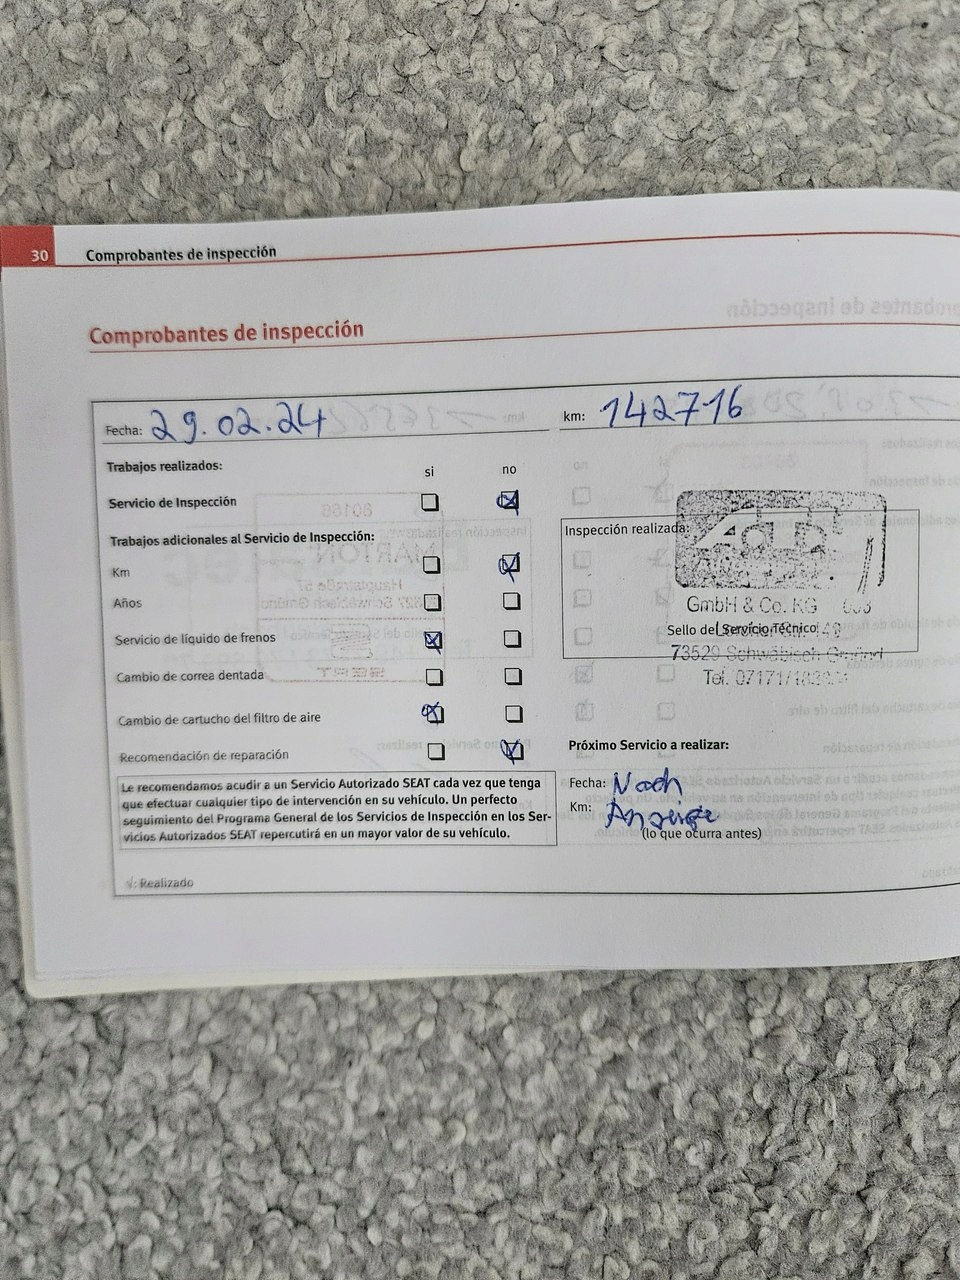 30 Comprobantes de inspección
Comprobantes de inspección
Fecha: 29.02.24 km: 142716
Trabajos realizados: si no
Servicio de Inspección
Inspección realizada:
Trabajos adicionales al Servicio de Inspección:
Km
Años
GmbH & Co. KG
Servicio de líquido de frenos
Sello del Servicio Técnico
73529 Schwäbisch Gmünd
Cambio de correa dentada
Tel. 07171/
Cambio de cartucho del filtro de aire
Recomendación de reparación
Próximo Servicio a realizar:
Fecha: Nach
Km: Anzeige
(lo que ocurra antes)
Le recomendamos acudir a un Servicio Autorizado SEAT cada vez que tenga
que efectuar cualquier tipo de intervención en su vehículo. Un perfecto
seguimiento del Programa General de los Servicios de Inspección en los Ser-
vicios Autorizados SEAT repercutirá en un mayor valor de su vehículo.
√: Realizado